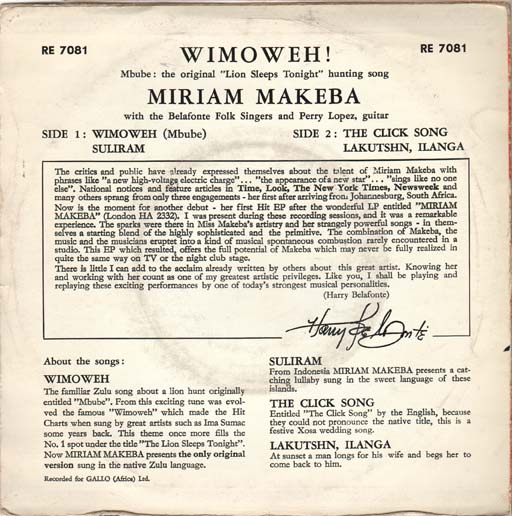 RE 7081
WIMOWEH!
RE 7081
Mbube: the original "Lion Sleeps Tonight" hunting song
MIRIAM MAKEBA
with the Belafonte Folk Singers and Perry Lopez, guitar
SIDE 1: WIMOWEH (Mbube)
SULIRAM
SIDE 2: THE CLICK SONG
LAKUTSHN, ILANGA
The critics and public have already expressed themselves about the talent of Miriam Makeba with
phrases like "a new high-voltage electric charge"... "the appearance of a new star"... "sings like no one
else". National notices and feature articles in Time, Look, The New York Times, Newsweek and
many others sprang from only three engagements - her first after arriving from Johannesburg, South Africa.
Now is the moment for another debut - her first Hit EP after the wonderful LP entitled "MIRIAM
MAKEBA" (London HA 2332). I was present during these recording sessions, and it was a remarkable
experience. The sparks were there in Miss Makeba's artistry and her strangely powerful songs - in them-
selves a startling blend of the highly sophisticated and the primitive. The combination of Makeba, the
music and the musicians erupted into a kind of musical spontaneous combustion rarely encountered in a
studio. This EP which resulted, offers the full potential of Makeba which may never be fully realized in
quite the same way on TV or the night club stage.
There is little I can add to the acclaim already written by others about this great artist. Knowing her
and working with her count as one of my greatest privileges. Like you, I shall be playing and
replaying these exciting performances by one of today's strongest musical personalities.
(Harry Belafonte)
Harry Belafonte
About the songs:
WIMOWEH
The familiar Zulu song about a lion hunt originally
entitled "Mbube". From this exciting tune was evol-
ved the famous "Wimoweh" which made the Hit
Charts when sung by great artists such as Ima Sumac
some years back. This theme once more fills the
No. 1 spot under the title "The Lion Sleeps Tonight".
Now MIRIAM MAKEBA presents the only original
version sung in the native Zulu language.
Recorded for GALLO (Africa) Ltd.
SULIRAM
From Indonesia MIRIAM MAKEBA presents a cat-
ching lullaby sung in the sweet language of these
islands.
THE CLICK SONG
Entitled "The Click Song" by the English, because
they could not pronounce the native title, this is a
festive Xosa wedding song.
LAKUTSHN, ILANGA
At sunset a man longs for his wife and begs her to
come back to him.